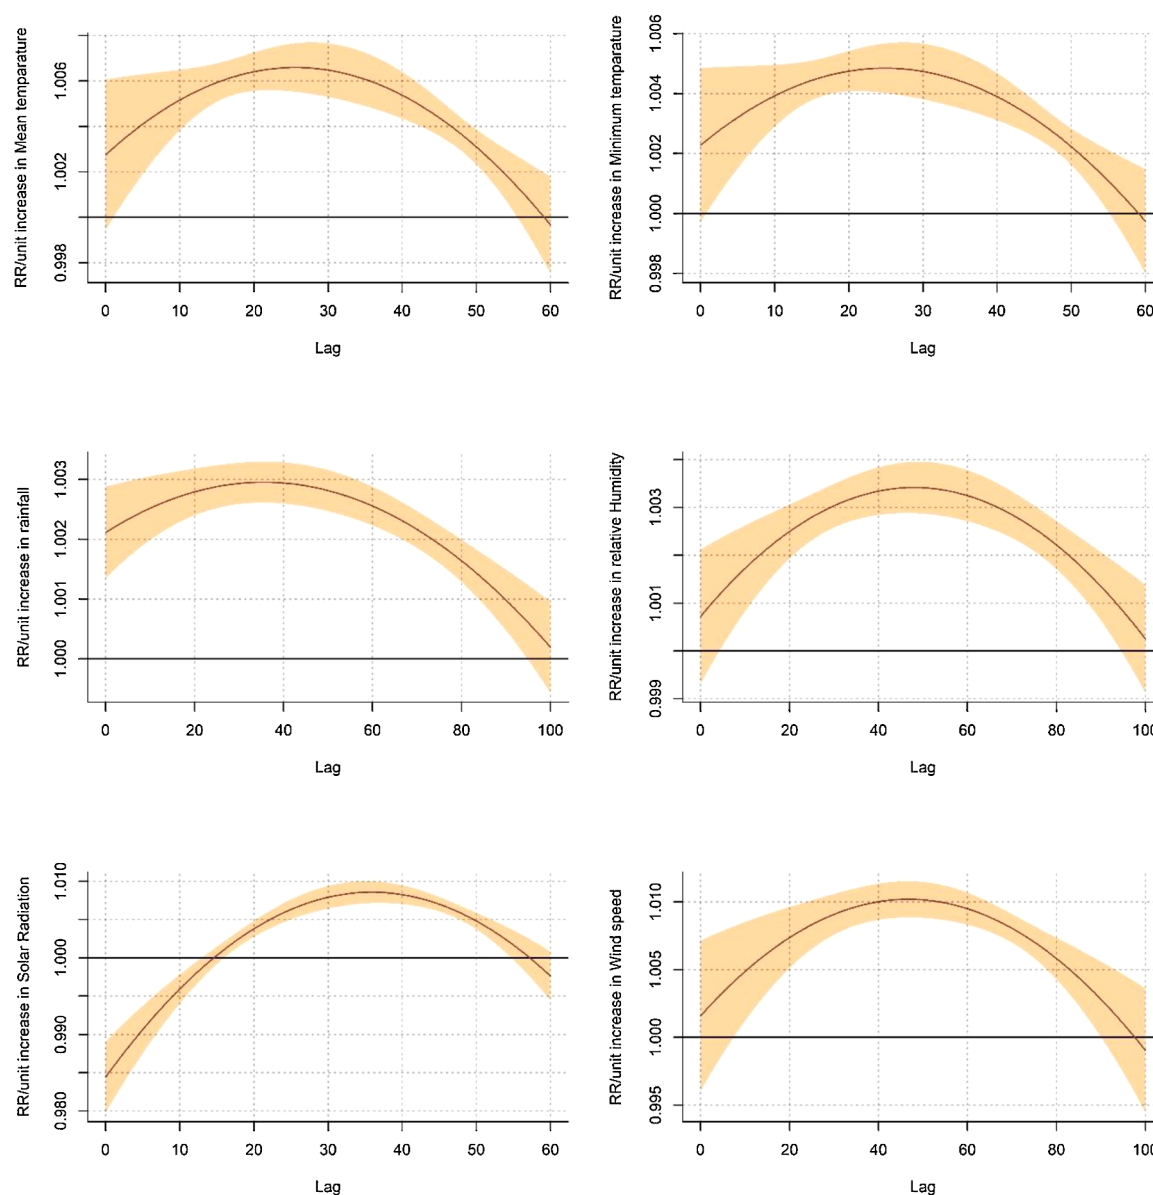 RR/unit increase in Mean temparature
0.998 1.002 1.006
0 10 20 30 40 50 60
Lag
RR/unit increase in Minimum temparature
0.998 1.000 1.002 1.004 1.006
0 10 20 30 40 50 60
Lag
RR/unit increase in rainfall
1.000 1.001 1.002 1.003
0 20 40 60 80 100
Lag
RR/unit increase in relative Humidity
0.999 1.001 1.003
0 20 40 60 80 100
Lag
RR/unit increase in Solar Radiation
0.980 0.990 1.000 1.010
0 10 20 30 40 50 60
Lag
RR/unit increase in Wind speed
0.995 1.000 1.005 1.010
0 20 40 60 80 100
Lag